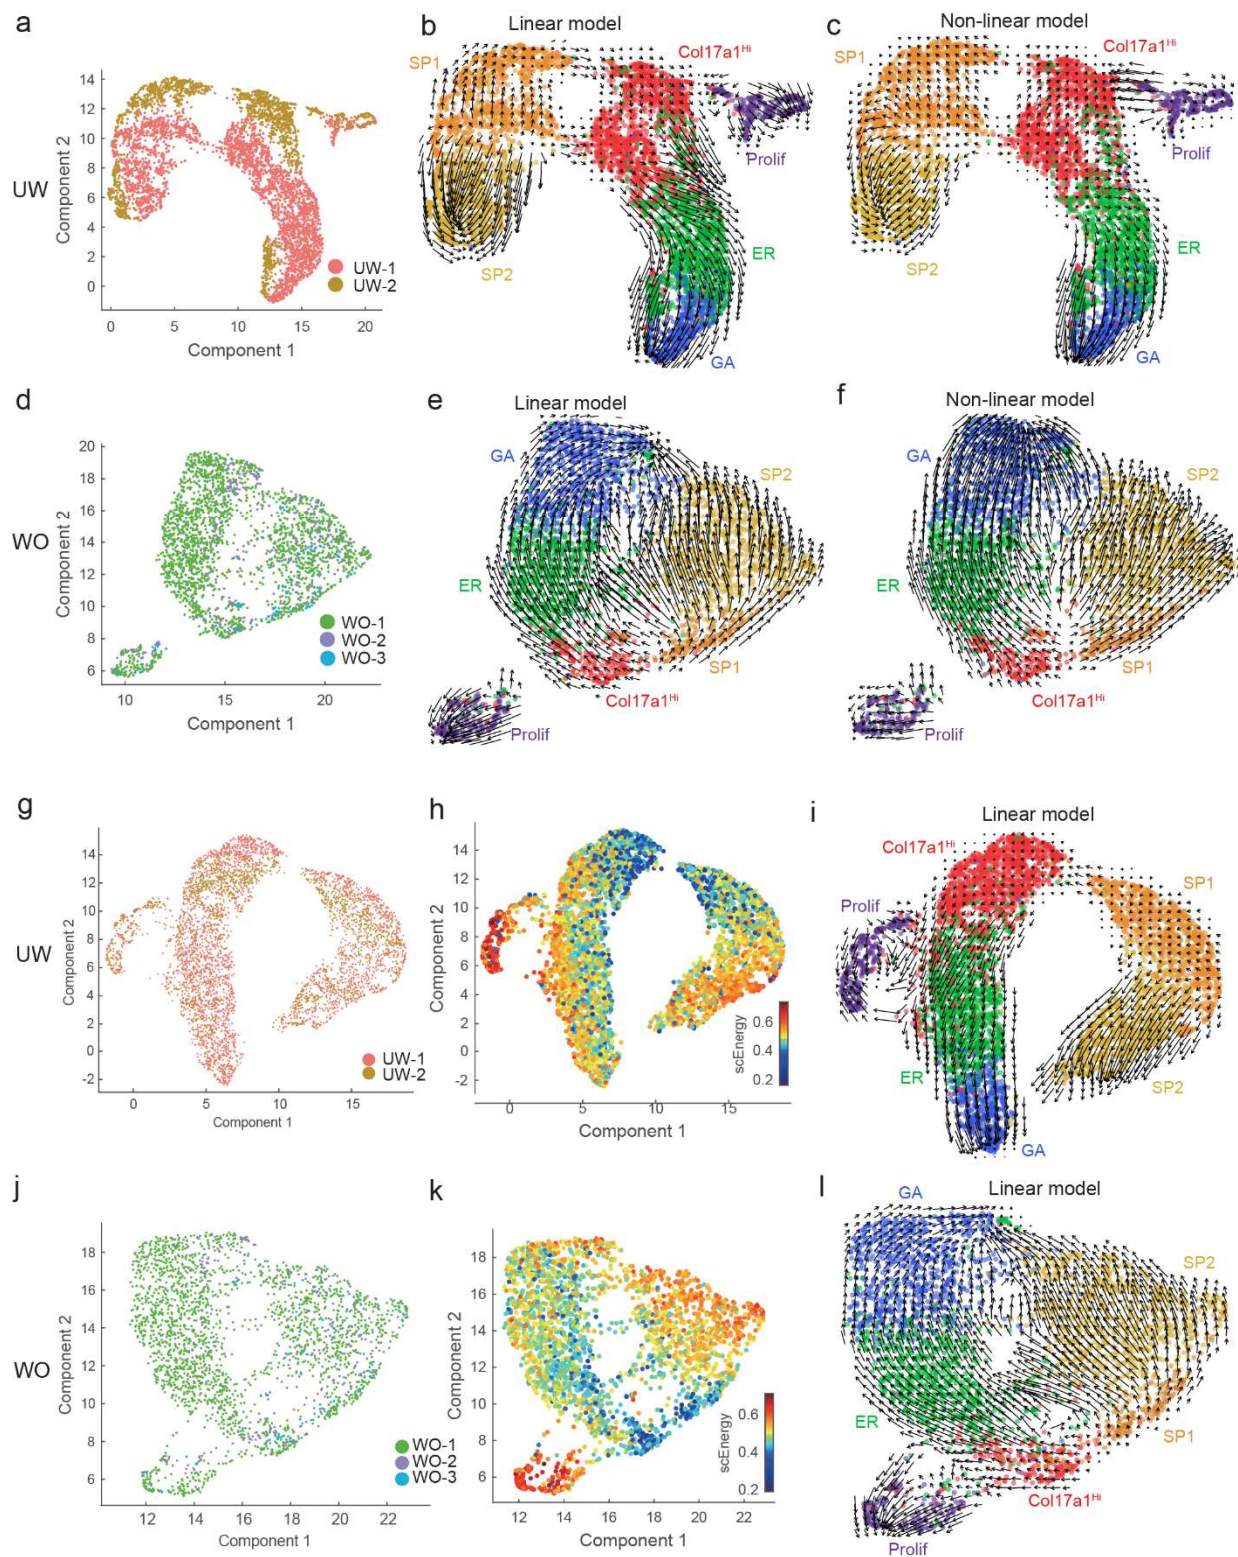 a
UW
Component 2
14
12
10
8
6
4
2
0
0
5
10
15
20
Component 1
UW-1
UW-2
b
Linear model
SP1
Col17a1Hi
Prolif
ER
SP2
GA
c
Non-linear model
Col17a1Hi
SP1
Prolif
ER
SP2
GA
d
WO
Component 2
20
18
16
14
12
10
8
6
10
15
20
Component 1
WO-1
WO-2
WO-3
e
Linear model
GA
SP2
ER
SP1
Col17a1Hi
Prolif
f
Non-linear model
GA
SP2
ER
SP1
Col17a1Hi
Prolif
g
UW
Component 2
14
12
10
8
6
4
2
0
-2
0
5
10
15
Component 1
UW-1
UW-2
h
Component 2
14
12
10
8
6
4
2
0
-2
0
5
10
15
Component 1
scEnergy
0.6
0.4
0.2
i
Linear model
Col17a1Hi
SP1
Prolif
ER
SP2
GA
j
WO
Component 2
18
16
14
12
10
8
6
12
14
16
18
20
22
Component 1
WO-1
WO-2
WO-3
k
Component 2
18
16
14
12
10
8
6
12
14
16
18
20
22
Component 1
scEnergy
0.6
0.4
0.2
l
GA
Linear model
SP2
ER
SP1
Col17a1Hi
Prolif